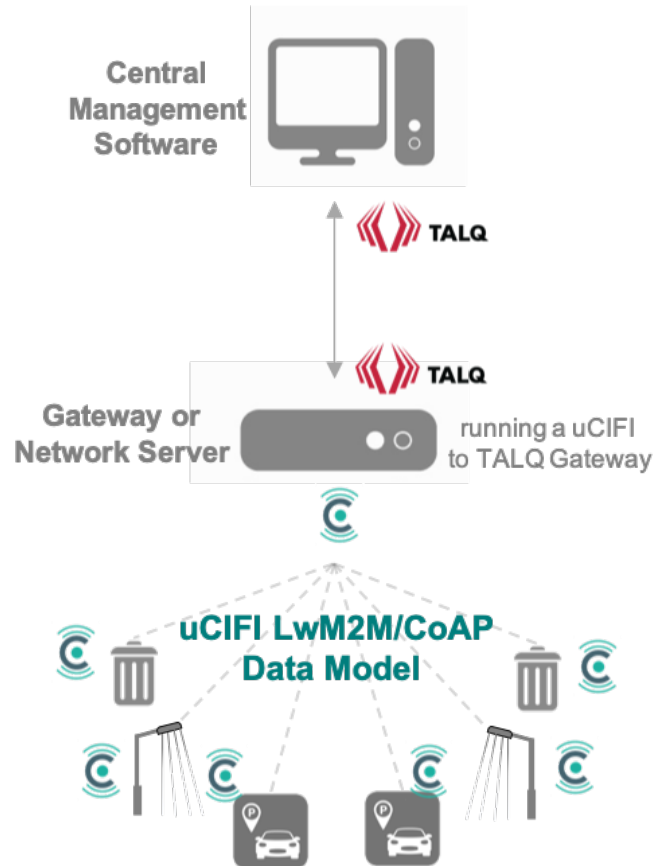 Central
Management
Software
TALQ
TALQ
Gateway or
Network Server
running a uCIFI
to TALQ Gateway
uCIFI LwM2M/CoAP
Data Model
P
P